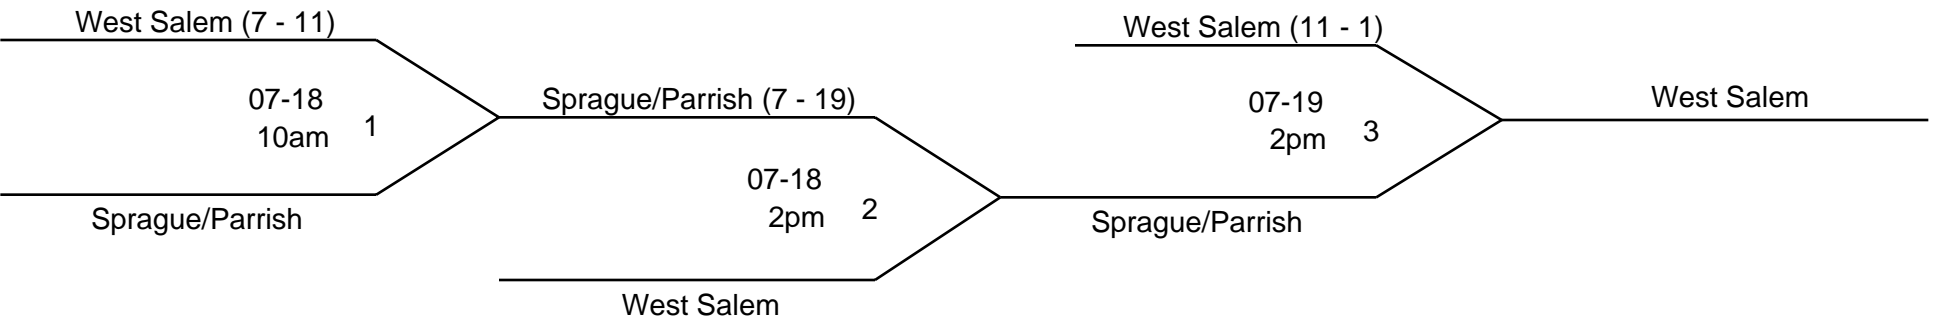 West Salem (7 - 11)
07-18
10am
1
Sprague/Parrish
Sprague/Parrish (7 - 19)
07-18
2pm
2
West Salem
West Salem (11 - 1)
07-19
2pm
3
Sprague/Parrish
West Salem